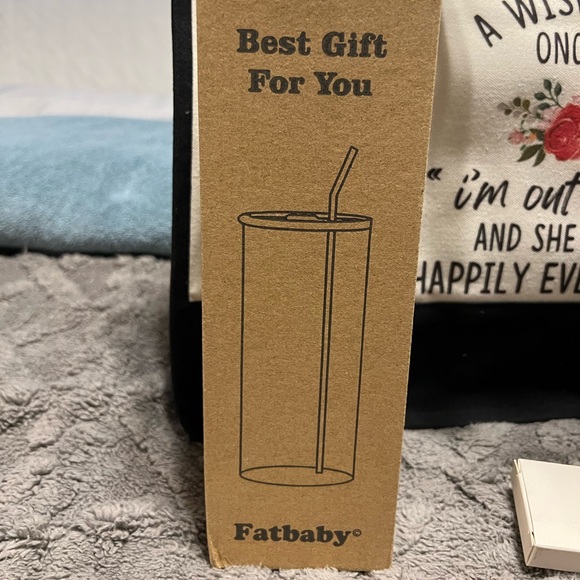 Best Gift
For You
Fatbaby©
A
ONC
"i'm out
AND SHE
HAPPILY EVE